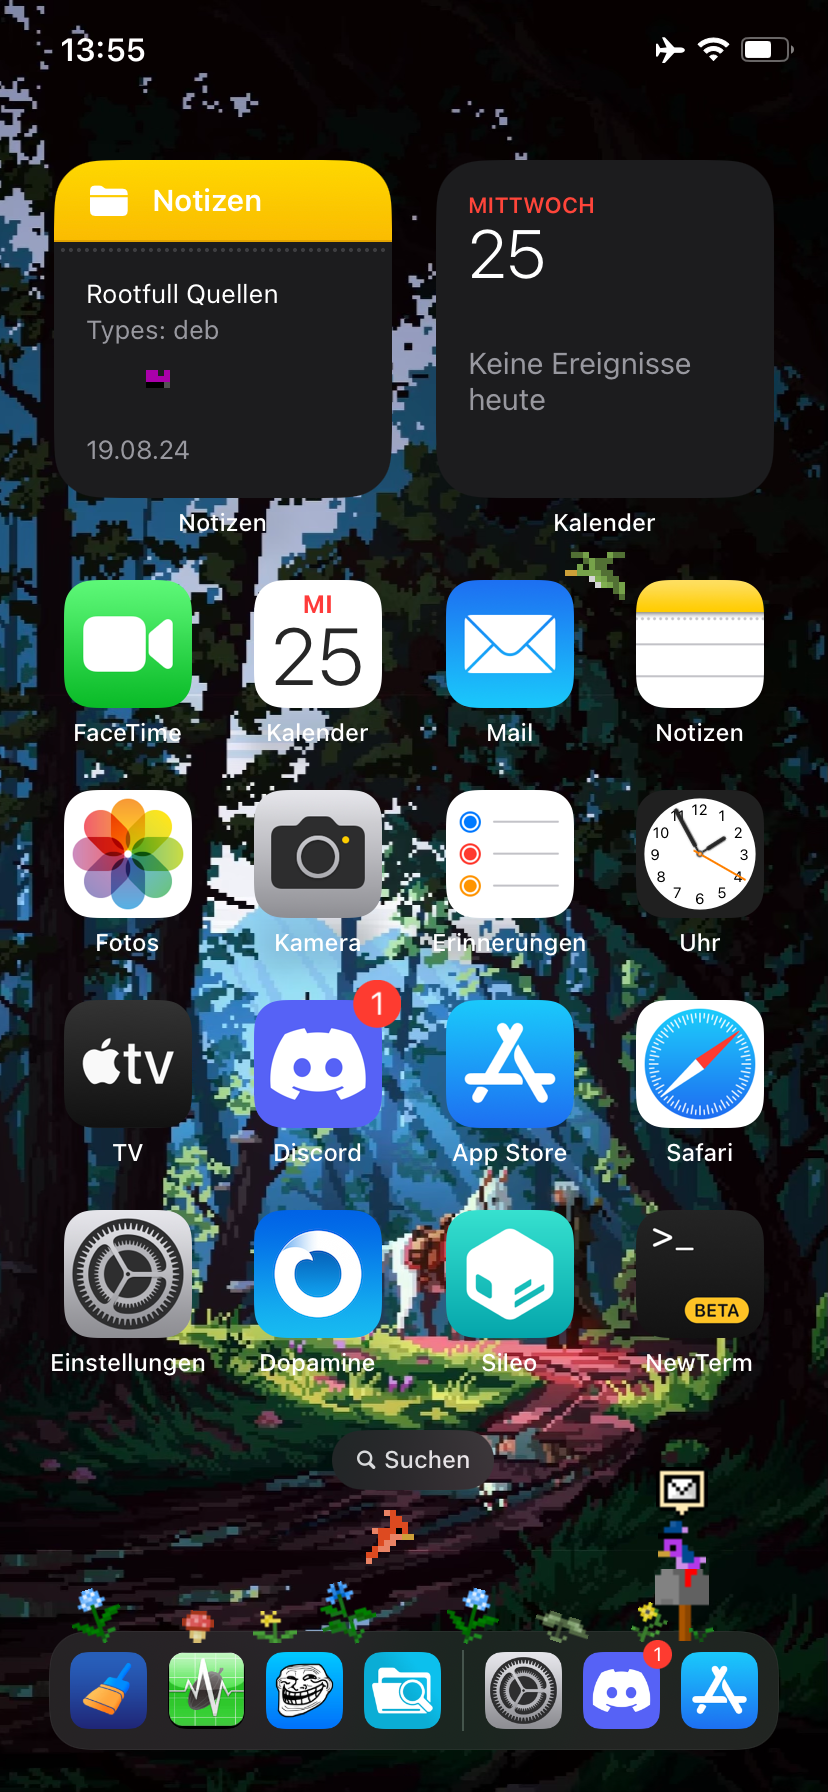 13:55
Notizen
Rootfull Quellen
Types: deb
19.08.24
Notizen
MITTWOCH
25
Keine Ereignisse
heute
Kalender
FaceTime
MI
25
Kalender
Mail
Notizen
Fotos
Kamera
Erinnerungen
12
1
2
3
4
5
6
7
8
9
10
11
Uhr
tv
TV
1
Discord
App Store
Safari
Einstellungen
Dopamine
Sileo
>_
BETA
NewTerm
Suchen
1